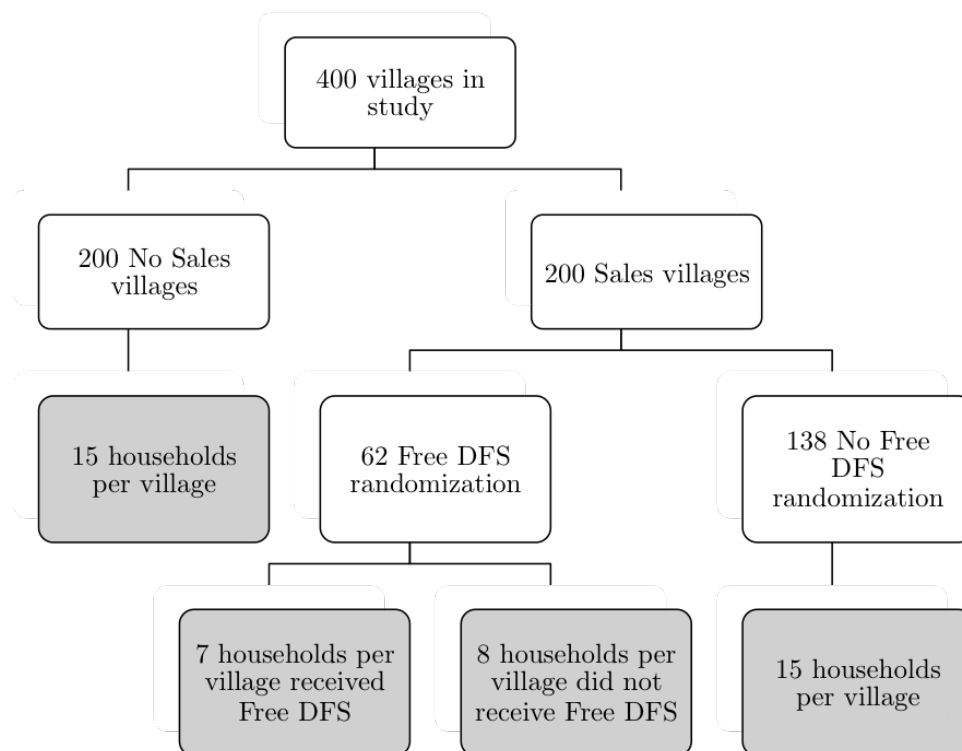 400 villages in
study
200 No Sales
villages
200 Sales villages
15 households
per village
62 Free DFS
randomization
138 No Free
DFS
randomization
7 households per
village received
Free DFS
8 households per
village did not
receive Free DFS
15 households
per village